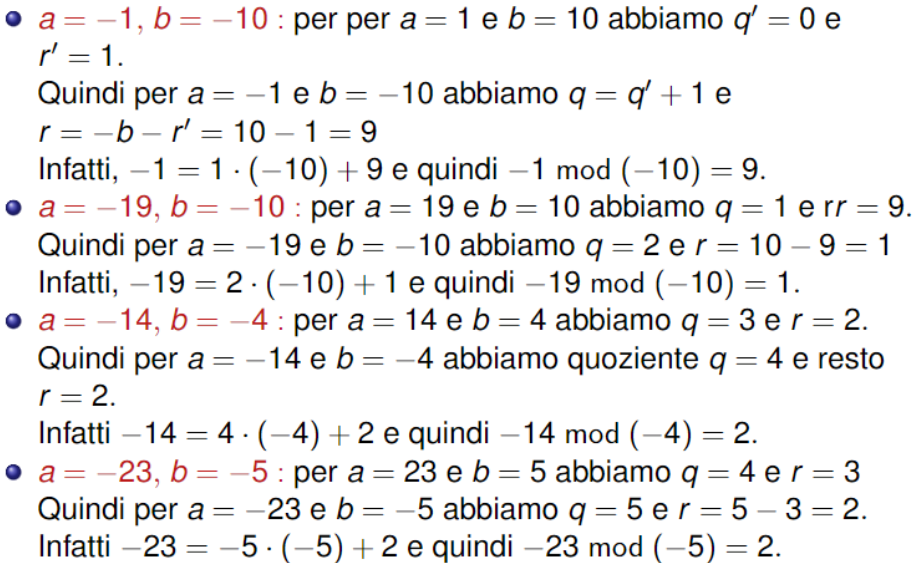 a = −1, b = −10 : per per a = 1 e b = 10 abbiamo q′ = 0 e
r′ = 1.
Quindi per a = −1 e b = −10 abbiamo q = q′ + 1 e
r = −b − r′ = 10 − 1 = 9
Infatti, −1 = 1 · (−10) + 9 e quindi −1 mod (−10) = 9.
a = −19, b = −10 : per a = 19 e b = 10 abbiamo q = 1 e rr = 9.
Quindi per a = −19 e b = −10 abbiamo q = 2 e r = 10 − 9 = 1
Infatti, −19 = 2 · (−10) + 1 e quindi −19 mod (−10) = 1.
a = −14, b = −4 : per a = 14 e b = 4 abbiamo q = 3 e r = 2.
Quindi per a = −14 e b = −4 abbiamo quoziente q = 4 e resto
r = 2.
Infatti −14 = 4 · (−4) + 2 e quindi −14 mod (−4) = 2.
a = −23, b = −5 : per a = 23 e b = 5 abbiamo q = 4 e r = 3
Quindi per a = −23 e b = −5 abbiamo q = 5 e r = 5 − 3 = 2.
Infatti −23 = −5 · (−5) + 2 e quindi −23 mod (−5) = 2.